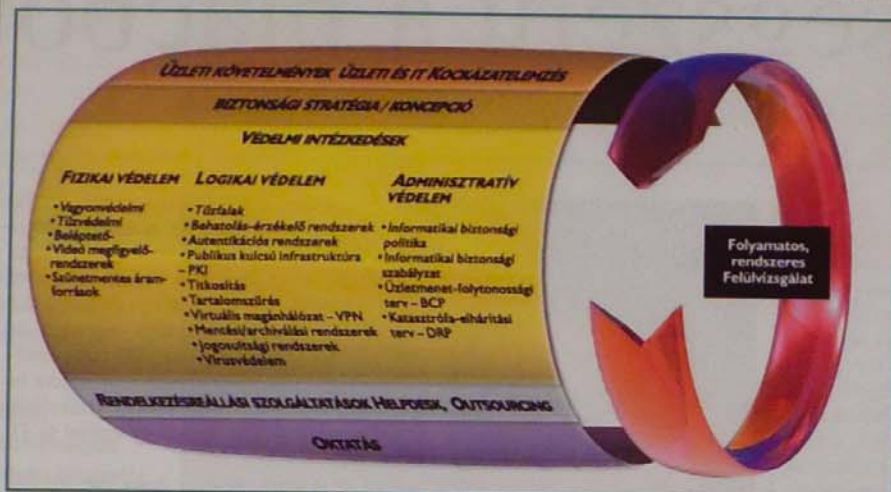 ÜZLETI KÖVETELMÉNYEK ÜZLETI ÉS IT KOCKÁZATELEMZÉS
BIZTONSÁGI STRATÉGIA / KONCEPCIÓ
VÉDELMI INTÉZKEDÉSEK
FIZIKAI VÉDELEM
• Vagyonvédelmi
• Tűzvédelmi
• Beléptető-
• Videó megfigyelő-
rendszerek
• Szünetmentes áram-
források
LOGIKAI VÉDELEM
• Tűzfalak
• Behatolás-érzékelő rendszerek
• Autentikációs rendszerek
• Publikus kulcsú infrastruktúra
– PKI
• Titkosítás
• Tartalomszűrés
• Virtuális magánhálózat – VPN
• Mentési/archiválási rendszerek
• Jogosultsági rendszerek
• Vírusvédelem
ADMINISZTRATÍV
VÉDELEM
• Informatikai biztonsági
politika
• Informatikai biztonsági
szabályzat
• Üzletmenet-folytonossági
terv – BCP
• Katasztrófa-elhárítási
terv – DRP
RENDELKEZÉSREÁLLÁSI SZOLGÁLTATÁSOK HELPDESK, OUTSOURCING
OKTATÁS
Folyamatos,
rendszeres
Felülvizsgálat